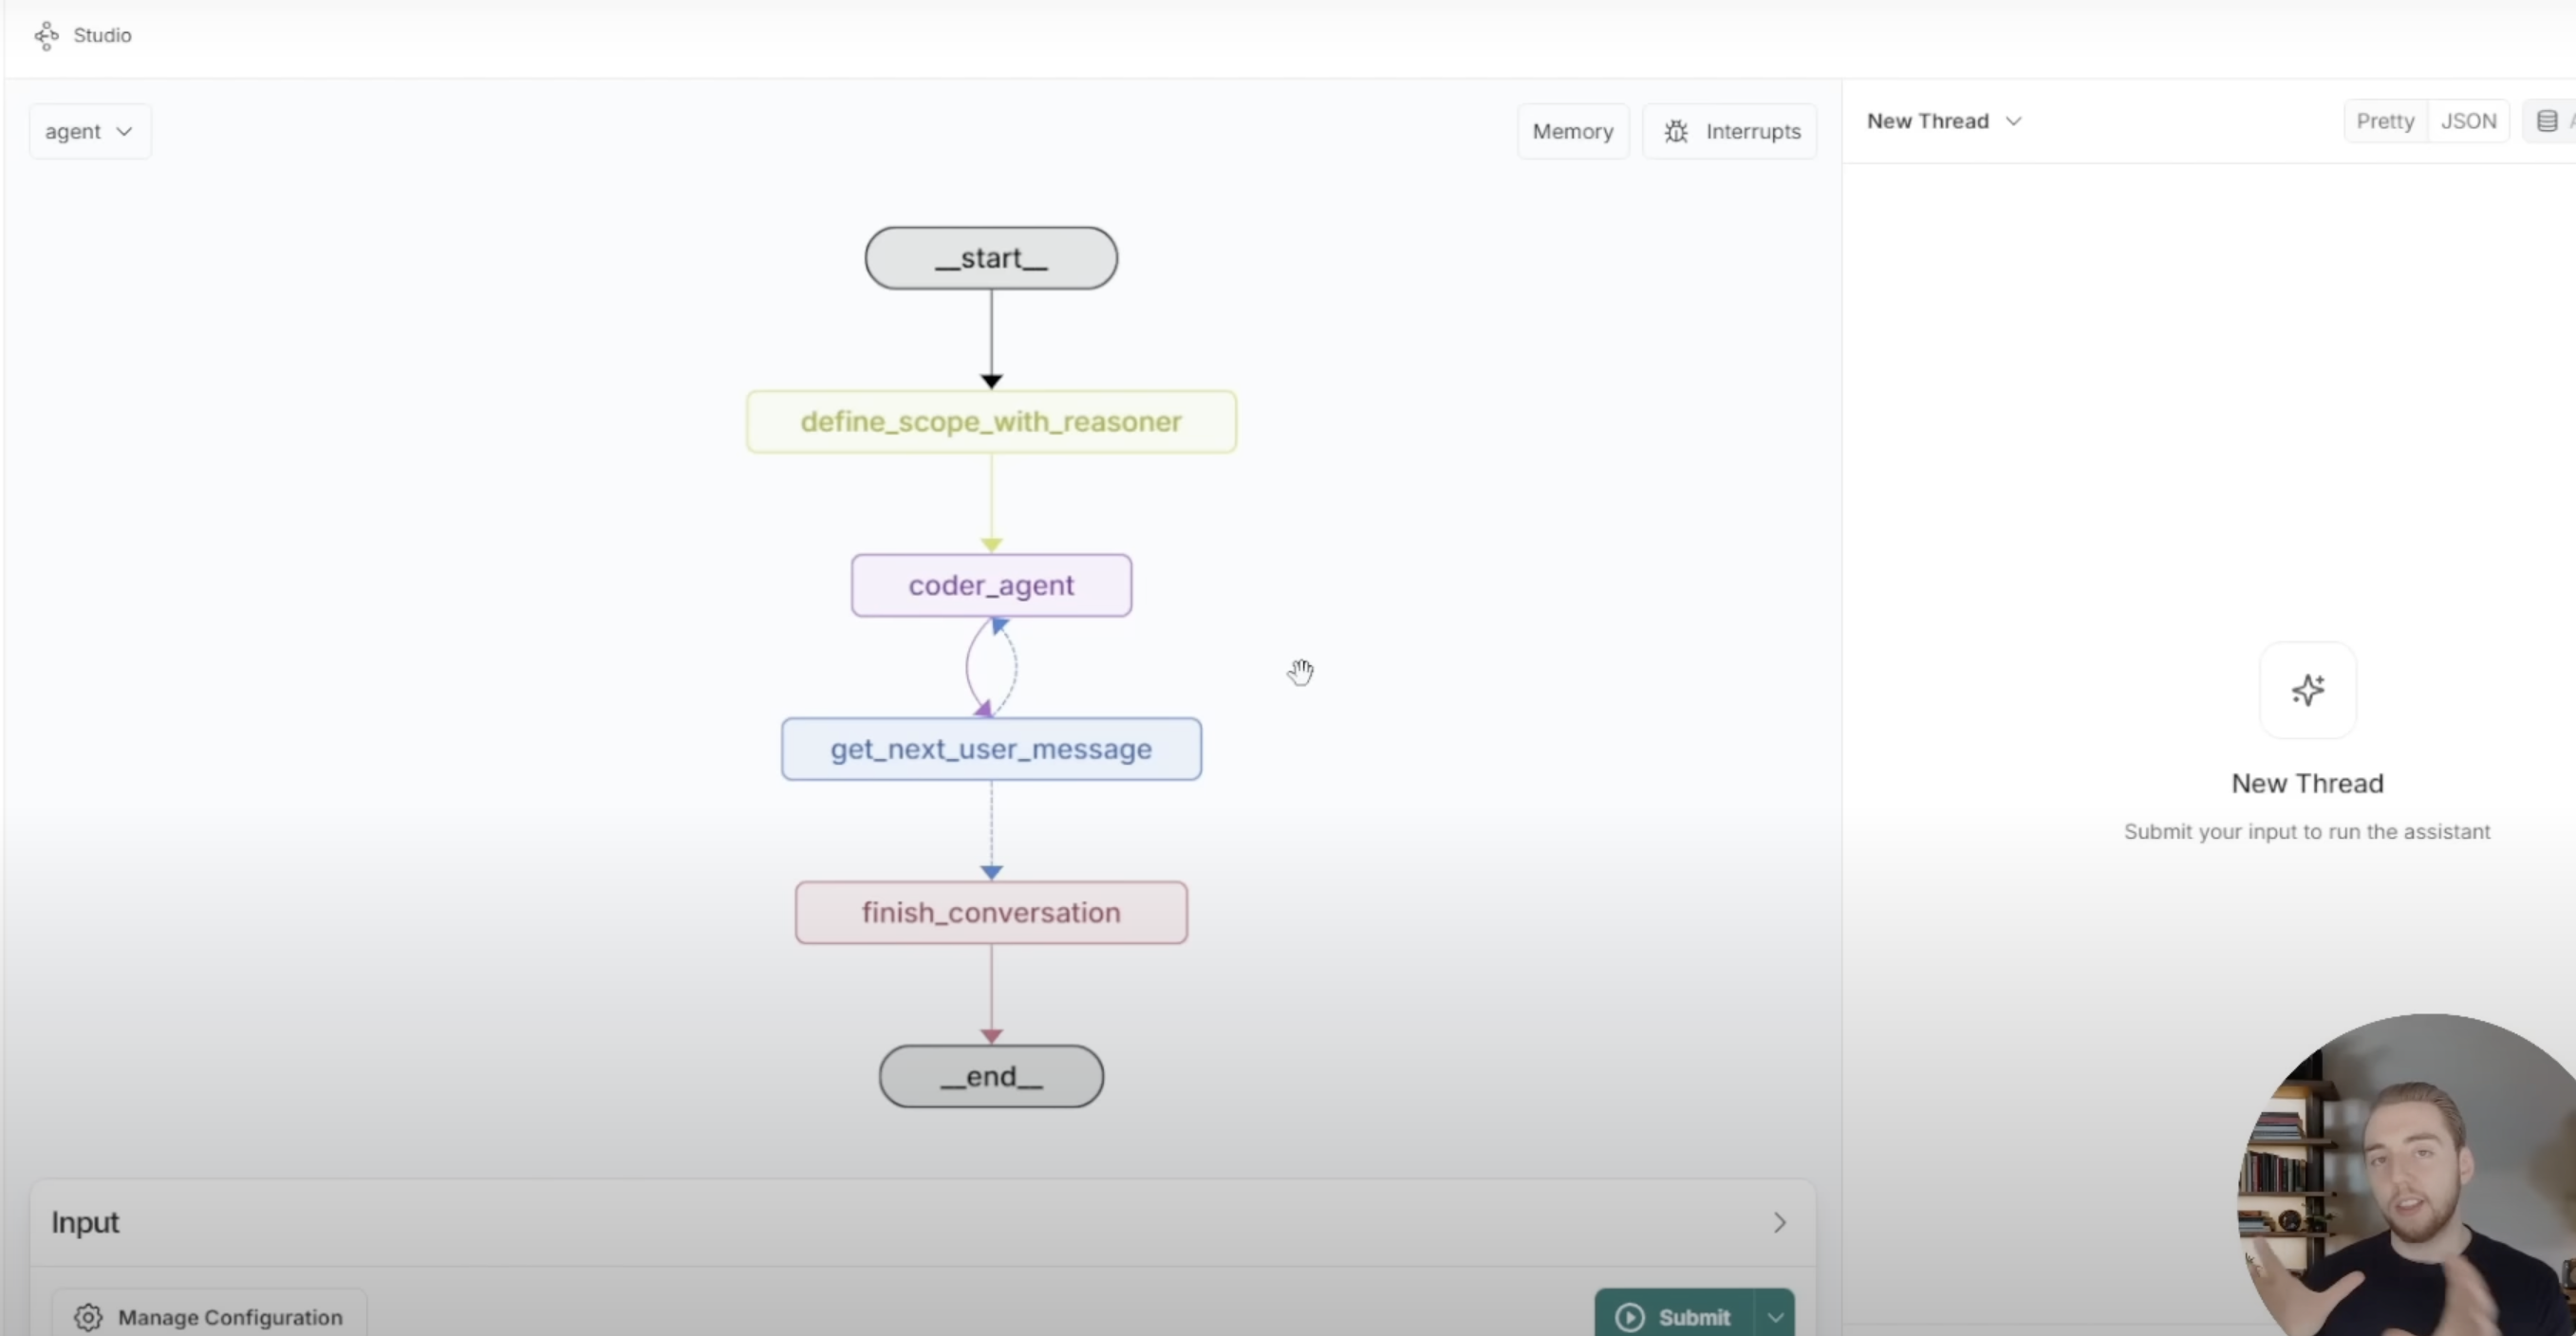 Studio
agent
Memory
Interrupts
New Thread
Pretty
JSON
__start__
define_scope_with_reasoner
coder_agent
get_next_user_message
finish_conversation
__end__
New Thread
Submit your input to run the assistant
Input
Manage Configuration
Submit